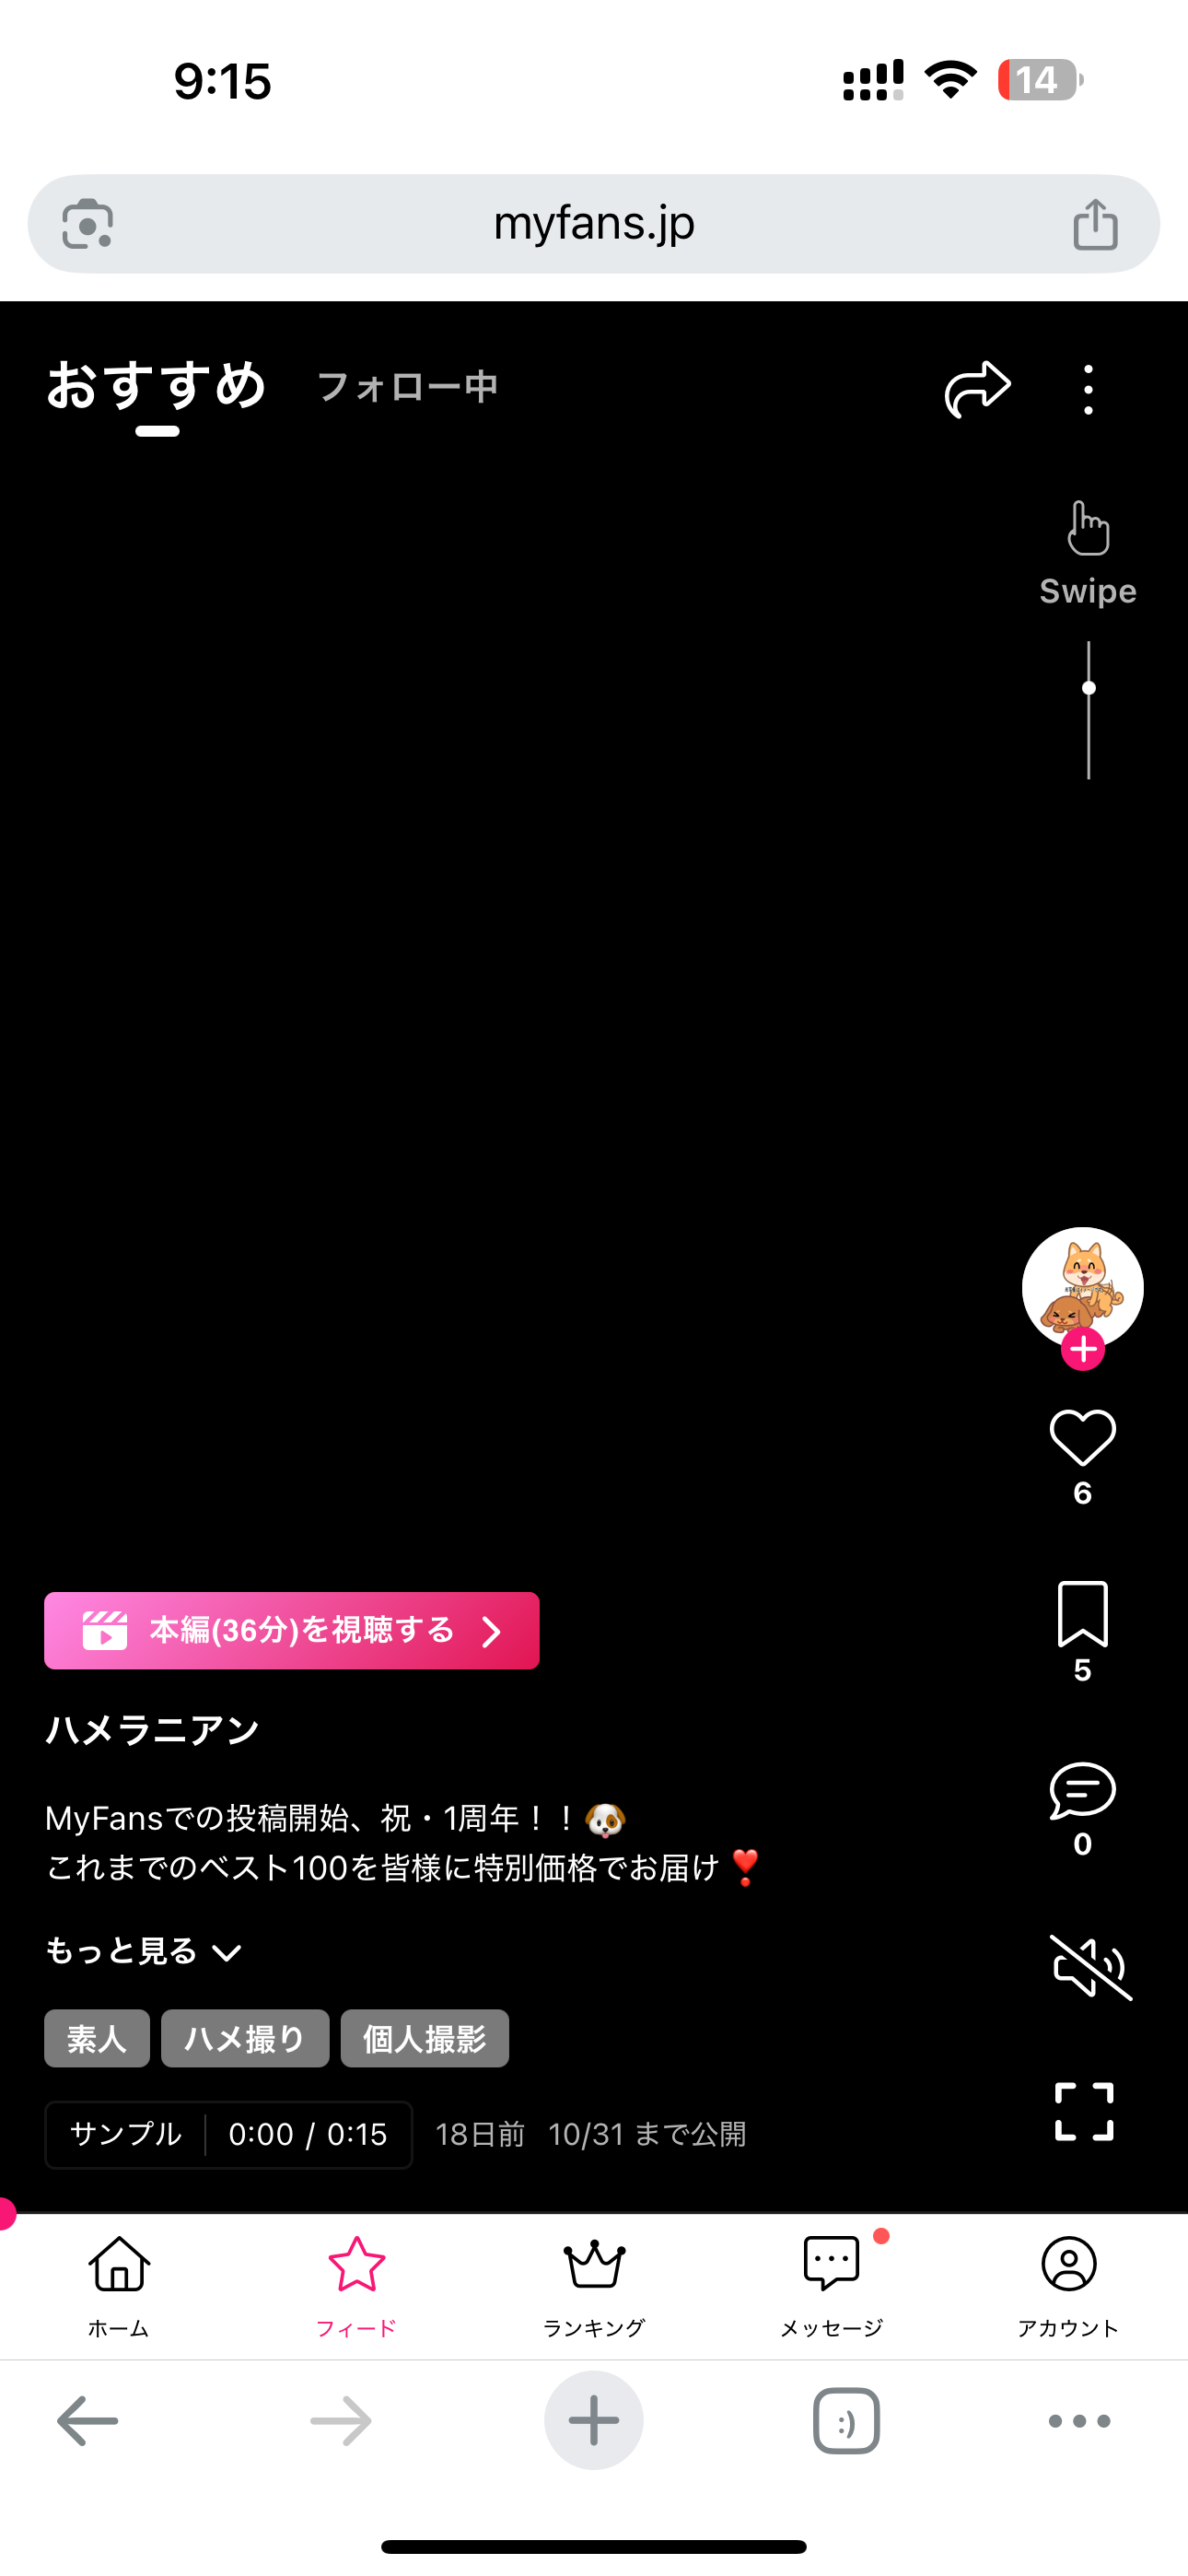 9:15
14
myfans.jp
おすすめ
フォロー中
Swipe
6
本編(36分)を視聴する
5
ハメラニアン
MyFansでの投稿開始、祝・1周年！！🐶
これまでのベスト100を皆様に特別価格でお届け❣️
0
もっと見る
素人 ハメ撮り 個人撮影
サンプル 0:00 / 0:15 18日前 10/31 まで公開
ホーム フィード ランキング メッセージ アカウント
:)